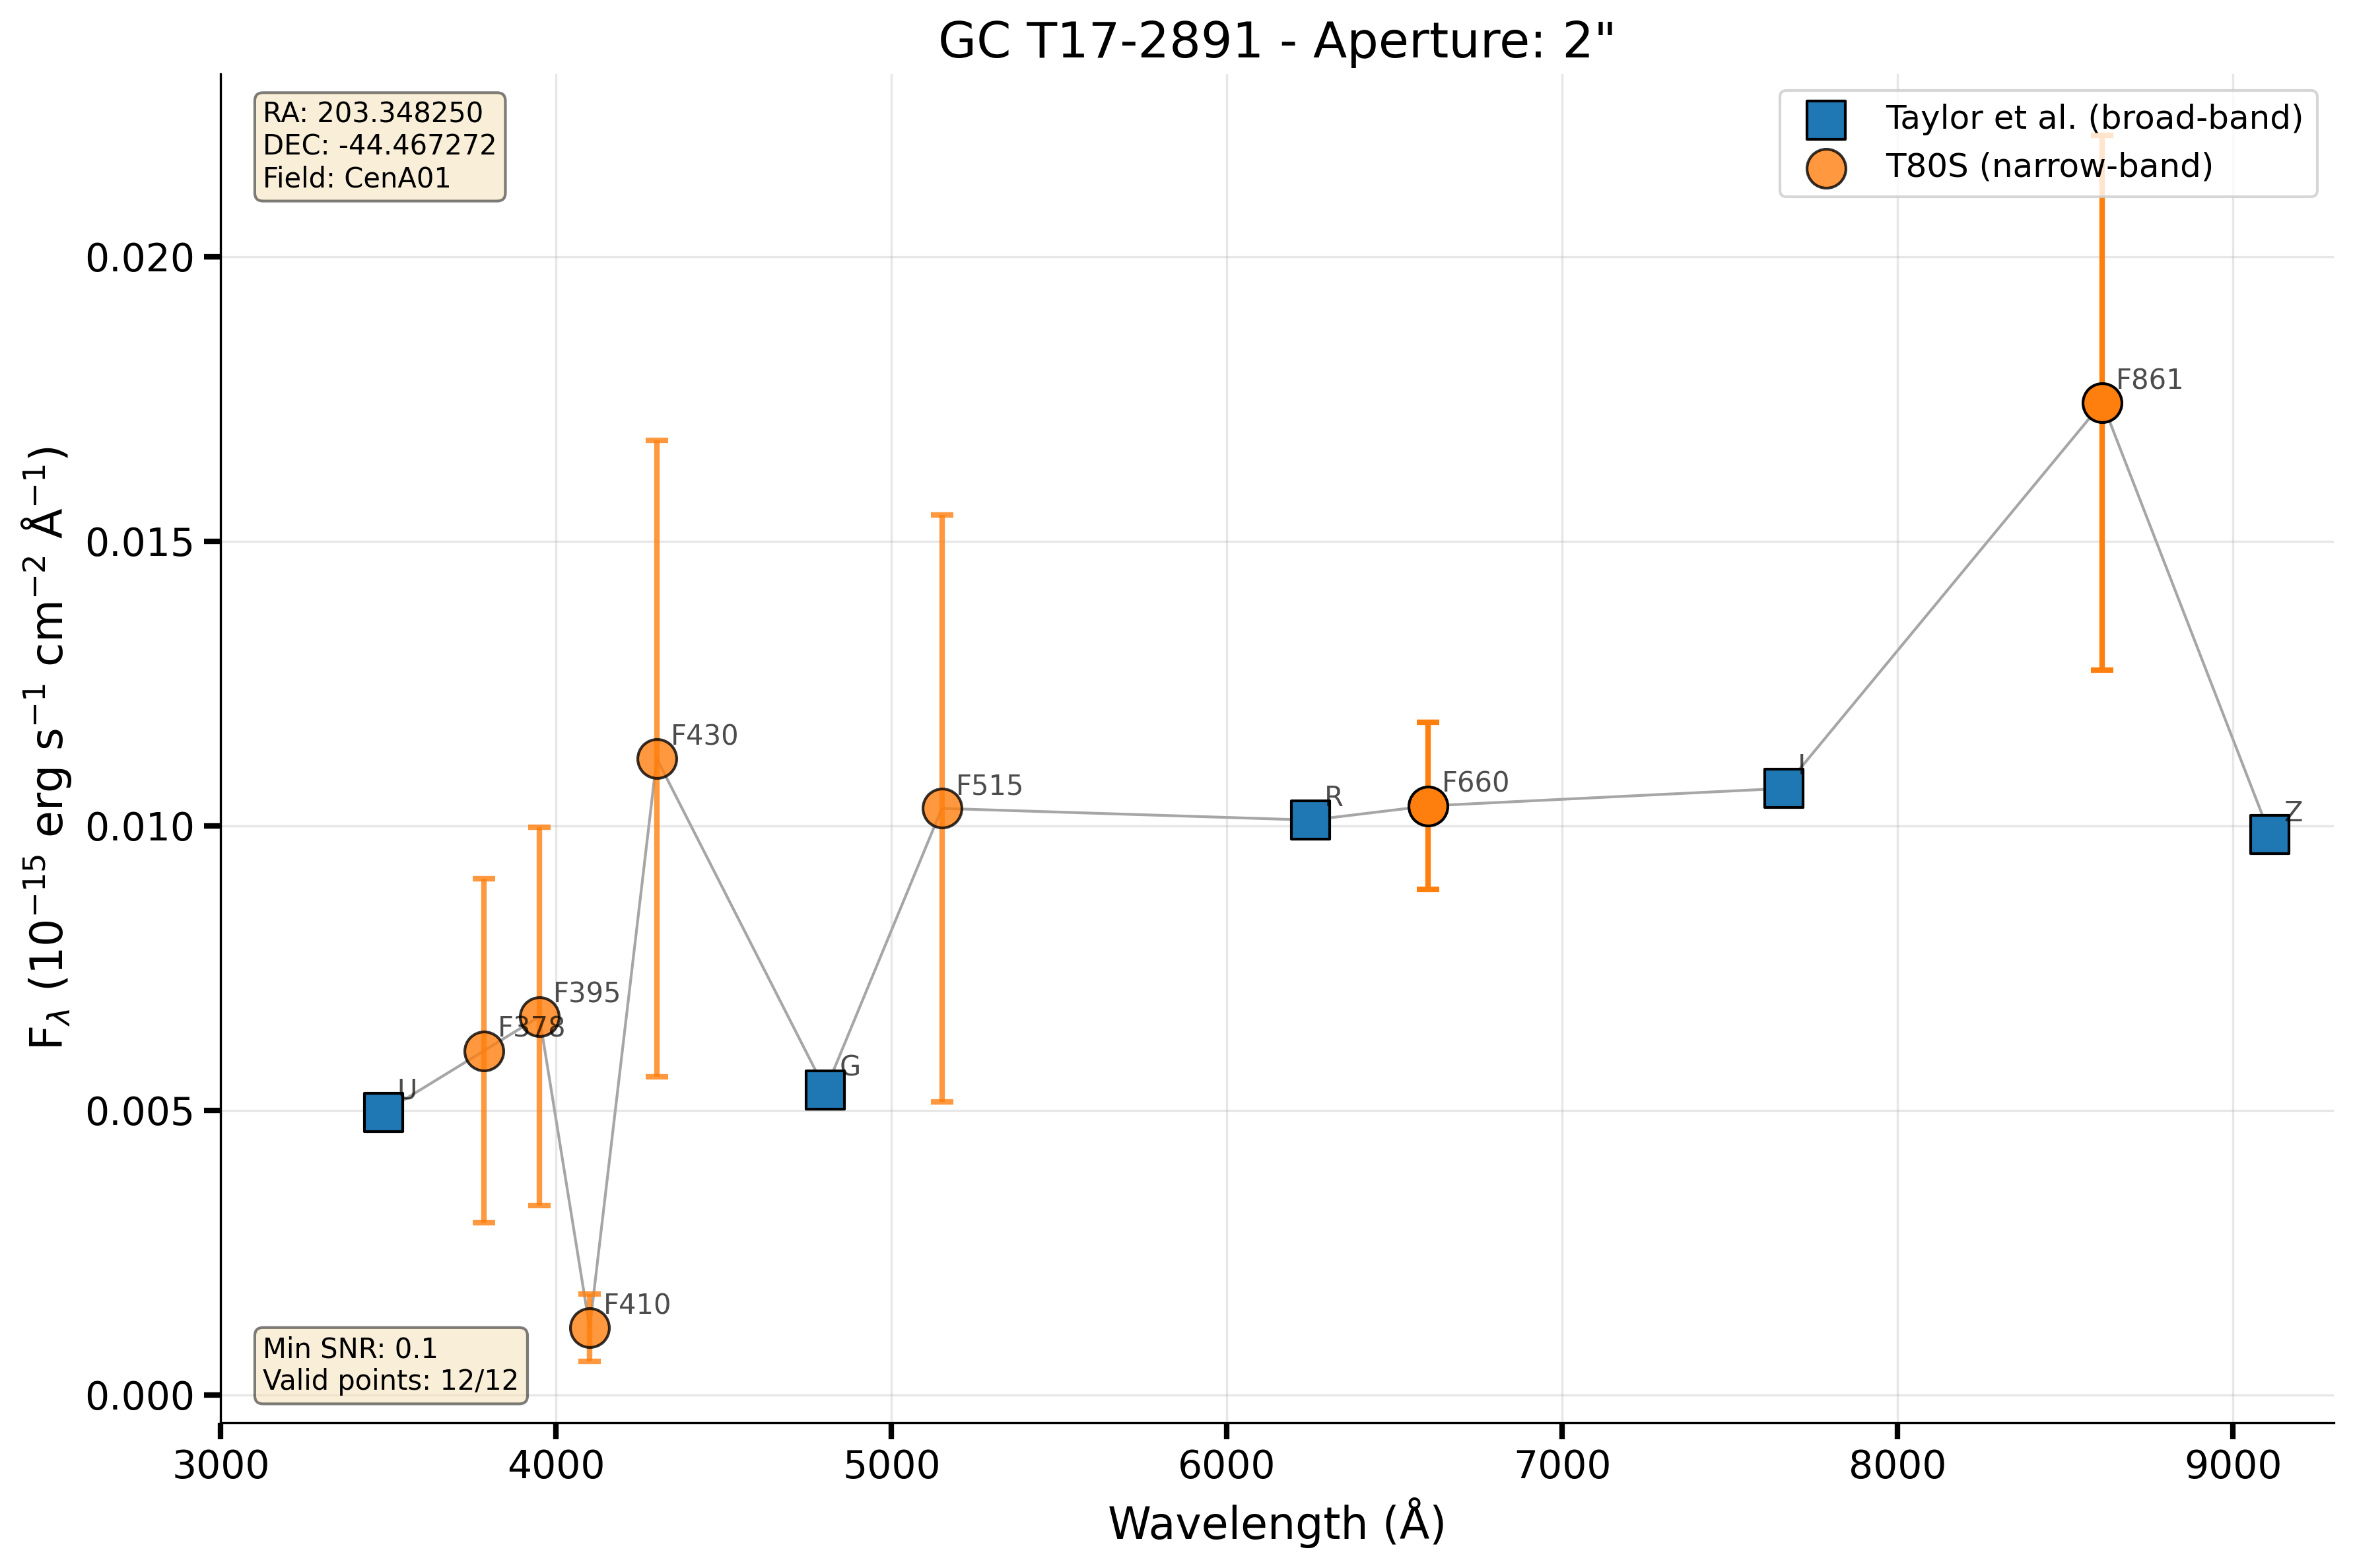 GC T17-2891 - Aperture: 2"
RA: 203.348250
DEC: -44.467272
Field: CenA01
Taylor et al. (broad-band)
T80S (narrow-band)
F_λ (10⁻¹⁵ erg s⁻¹ cm⁻² Å⁻¹)
0.020
0.015
0.010
0.005
0.000
U
F378
F395
F410
F430
G
F515
R
F660
I
F861
Z
Min SNR: 0.1
Valid points: 12/12
3000 4000 5000 6000 7000 8000 9000
Wavelength (Å)